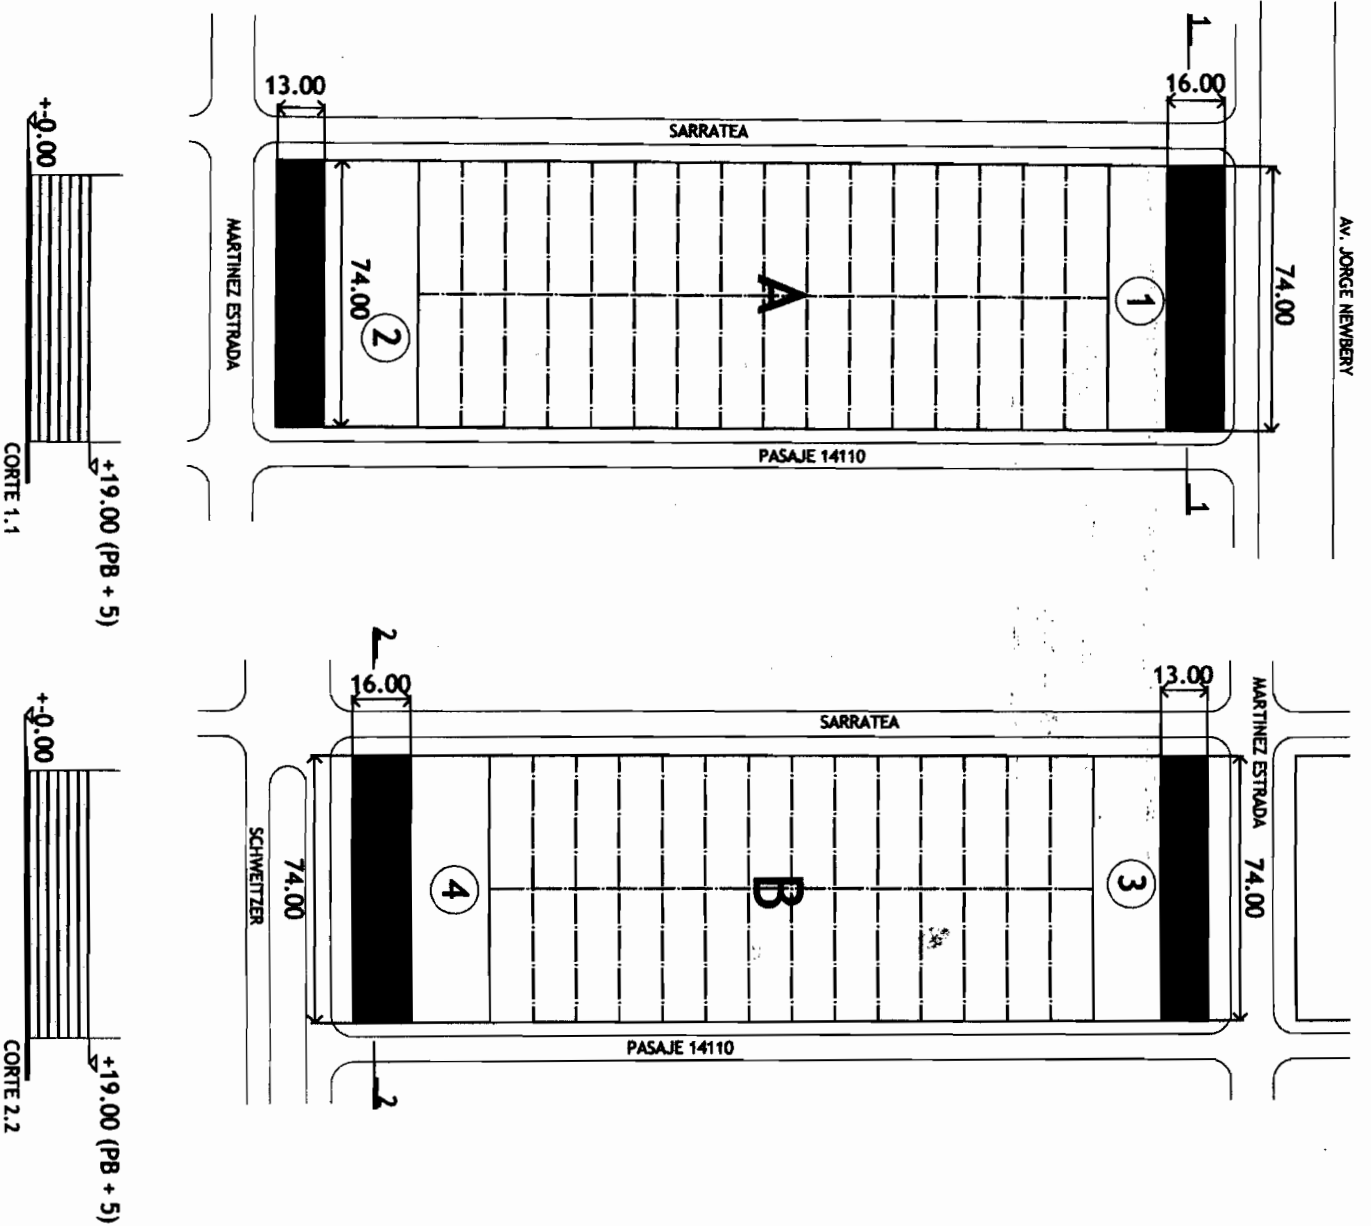 1
13.00
16.00
SARRATEA
+-0.00
MARTINEZ ESTRADA
74.00
2
A
1
74.00
AV. JORGE NEWBERY
PASAJE 14110
1
CORTE 1.1
+19.00 (PB + 5)
2
16.00
13.00
SARRATEA
MARTINEZ ESTRADA
+-0.00
SCHWEITZER
74.00
4
B
3
74.00
PASAJE 14110
2
CORTE 2.2
+19.00 (PB + 5)